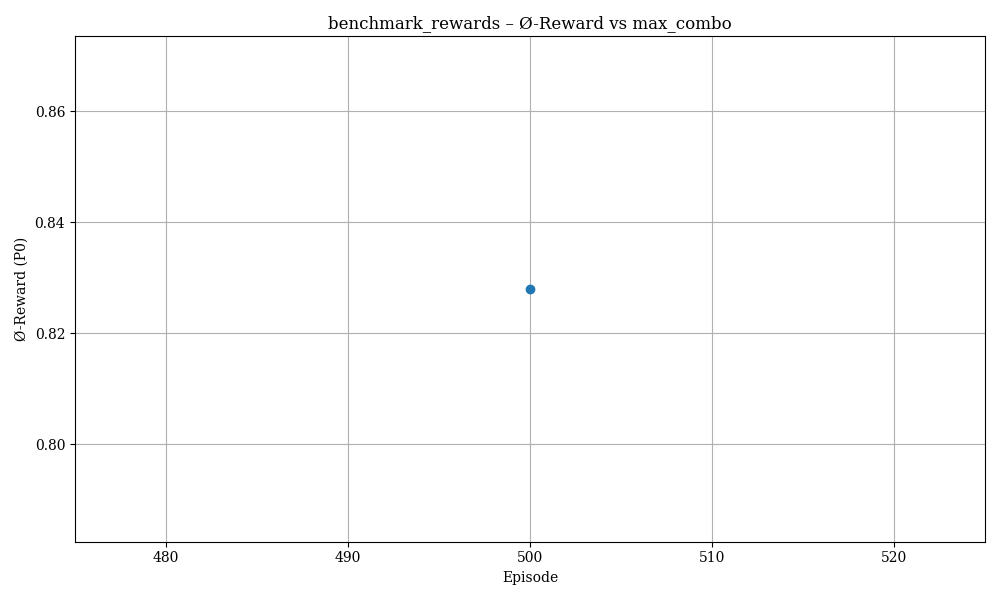 benchmark_rewards – Ø-Reward vs max_combo
Ø-Reward (P0)
0.86
0.84
0.82
0.80
480 490 500 510 520
Episode